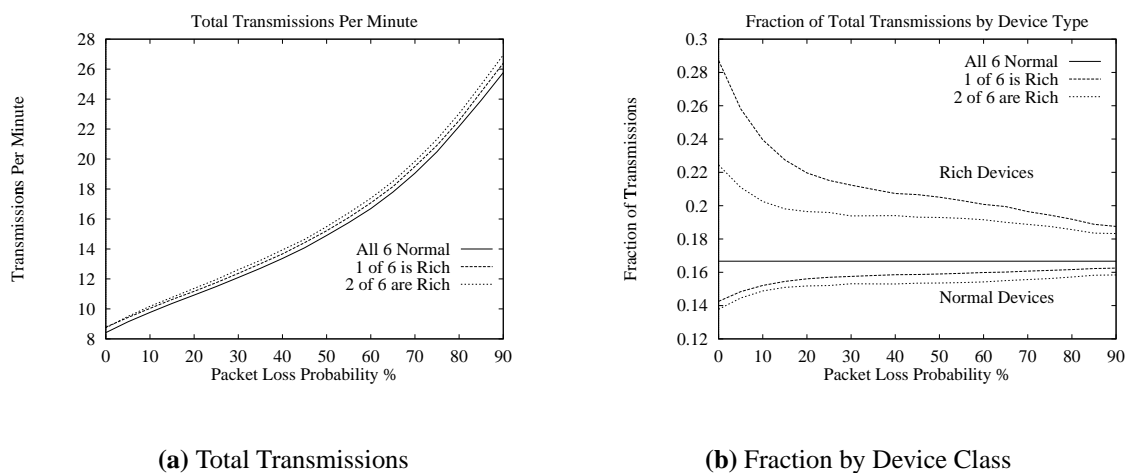 Total Transmissions Per Minute
Transmissions Per Minute
28
26
24
22
20
18
16
14
12
10
8
All 6 Normal
1 of 6 is Rich
2 of 6 are Rich
0 10 20 30 40 50 60 70 80 90
Packet Loss Probability %
(a) Total Transmissions
Fraction of Total Transmissions by Device Type
Fraction of Transmissions
0.3
0.28
0.26
0.24
0.22
0.2
0.18
0.16
0.14
0.12
All 6 Normal
1 of 6 is Rich
2 of 6 are Rich
Rich Devices
Normal Devices
0 10 20 30 40 50 60 70 80 90
Packet Loss Probability %
(b) Fraction by Device Class